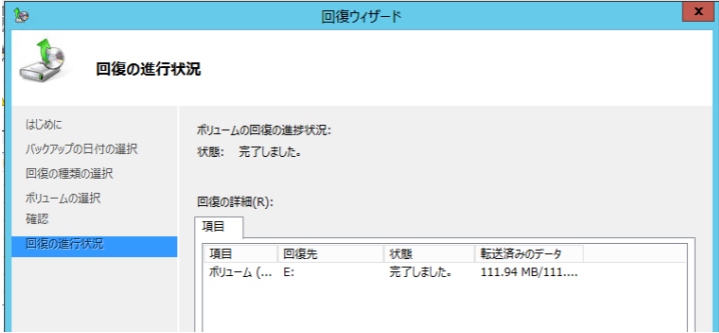 回復ウィザード
x
回復の進行状況
はじめに
バックアップの日付の選択
回復の種類の選択
ボリュームの選択
確認
回復の進行状況
ボリュームの回復の進捗状況:
状態: 完了しました。
回復の詳細(R):
項目
項目 回復先 状態 転送済みのデータ
ボリューム (... E: 完了しました。 111.94 MB/111....